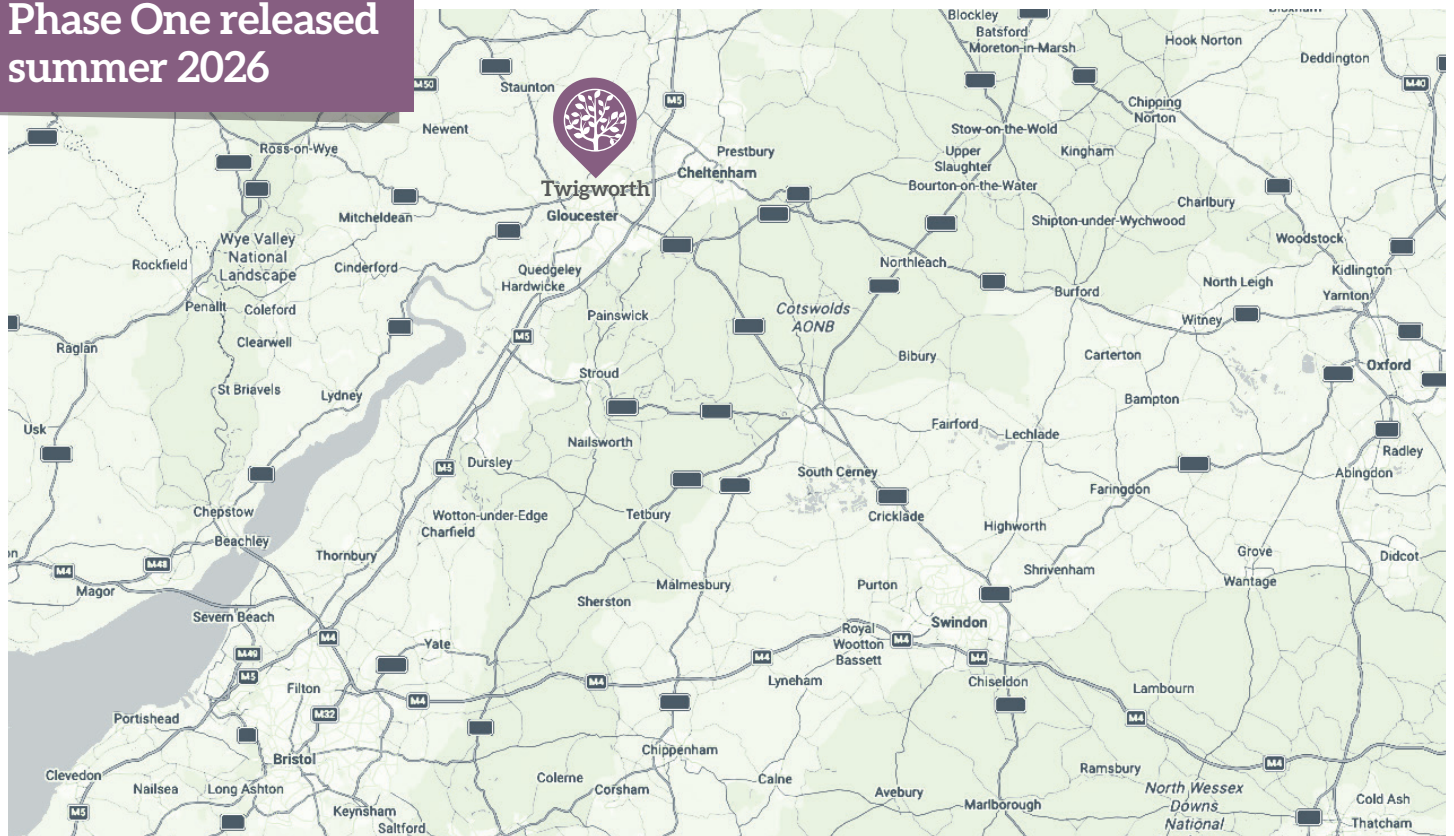 Phase One released
summer 2026
Blockley
Batsford
Moreton-in-Marsh
Hook Norton
Deddington
M50
Staunton
M5
M40
Chipping
Norton
Newent
Stow-on-the-Wold
Ross-on-Wye
Prestbury
Upper
Slaughter
Kingham
Cheltenham
Twigworth
Bourton-on-the-Water
Charlbury
Mitcheldean
Gloucester
Shipton-under-Wychwood
Wye Valley
National
Landscape
Woodstock
Rockfield
Cinderford
Quedgeley
Hardwicke
Northleach
Kidlington
North Leigh
Burford
Yarnton
Penallt
Coleford
Painswick
Cotswolds
AONB
Witney
M5
Clearwell
Raglan
Bibury
Carterton
Oxford
Stroud
St Briavels
Lydney
Bampton
Usk
Fairford
Lechlade
Nailsworth
Radley
M5
Dursley
South Cerney
Abingdon
Faringdon
Chepstow
Wotton-under-Edge
Charfield
Tetbury
Cricklade
Highworth
Beachley
on
Thornbury
Grove
Didcot
M4
M48
Shrivenham
Magor
Malmesbury
Purton
Wantage
Sherston
Severn Beach
Swindon
M4
Royal
Wootton
Bassett
M4
Yate
M49
M4
M4
M5
Filton
M4
Lyneham
Chiseldon
Lambourn
M4
M32
Portishead
M4
Chippenham
Bristol
M4
Clevedon
Colerne
Calne
Ramsbury
Nailsea
Long Ashton
Corsham
Avebury
North Wessex
Downs
National
Marlborough
Cold Ash
M5
Keynsham
Saltford
Thatcham